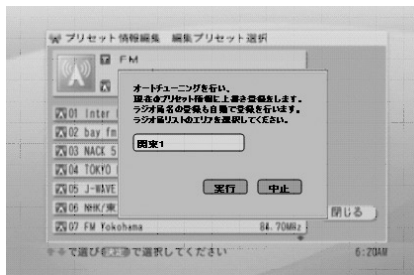 プリセット情報編集 編集プリセット選択
FM
オートチューニングを行い、
現在のプリセット情報に上書き登録をします。
ラジオ局名の登録も自動で登録を行います。
ラジオ局リストのエリアを選択してください。
関東1
実行 中止
01 Inter
02 bay fm
03 NACK 5
04 TOKYO
05 J-WAVE
06 NHK/東
07 FM Yokohama 84.70MHz
閉じる
で選び 決定 で選択してください 6:20AM